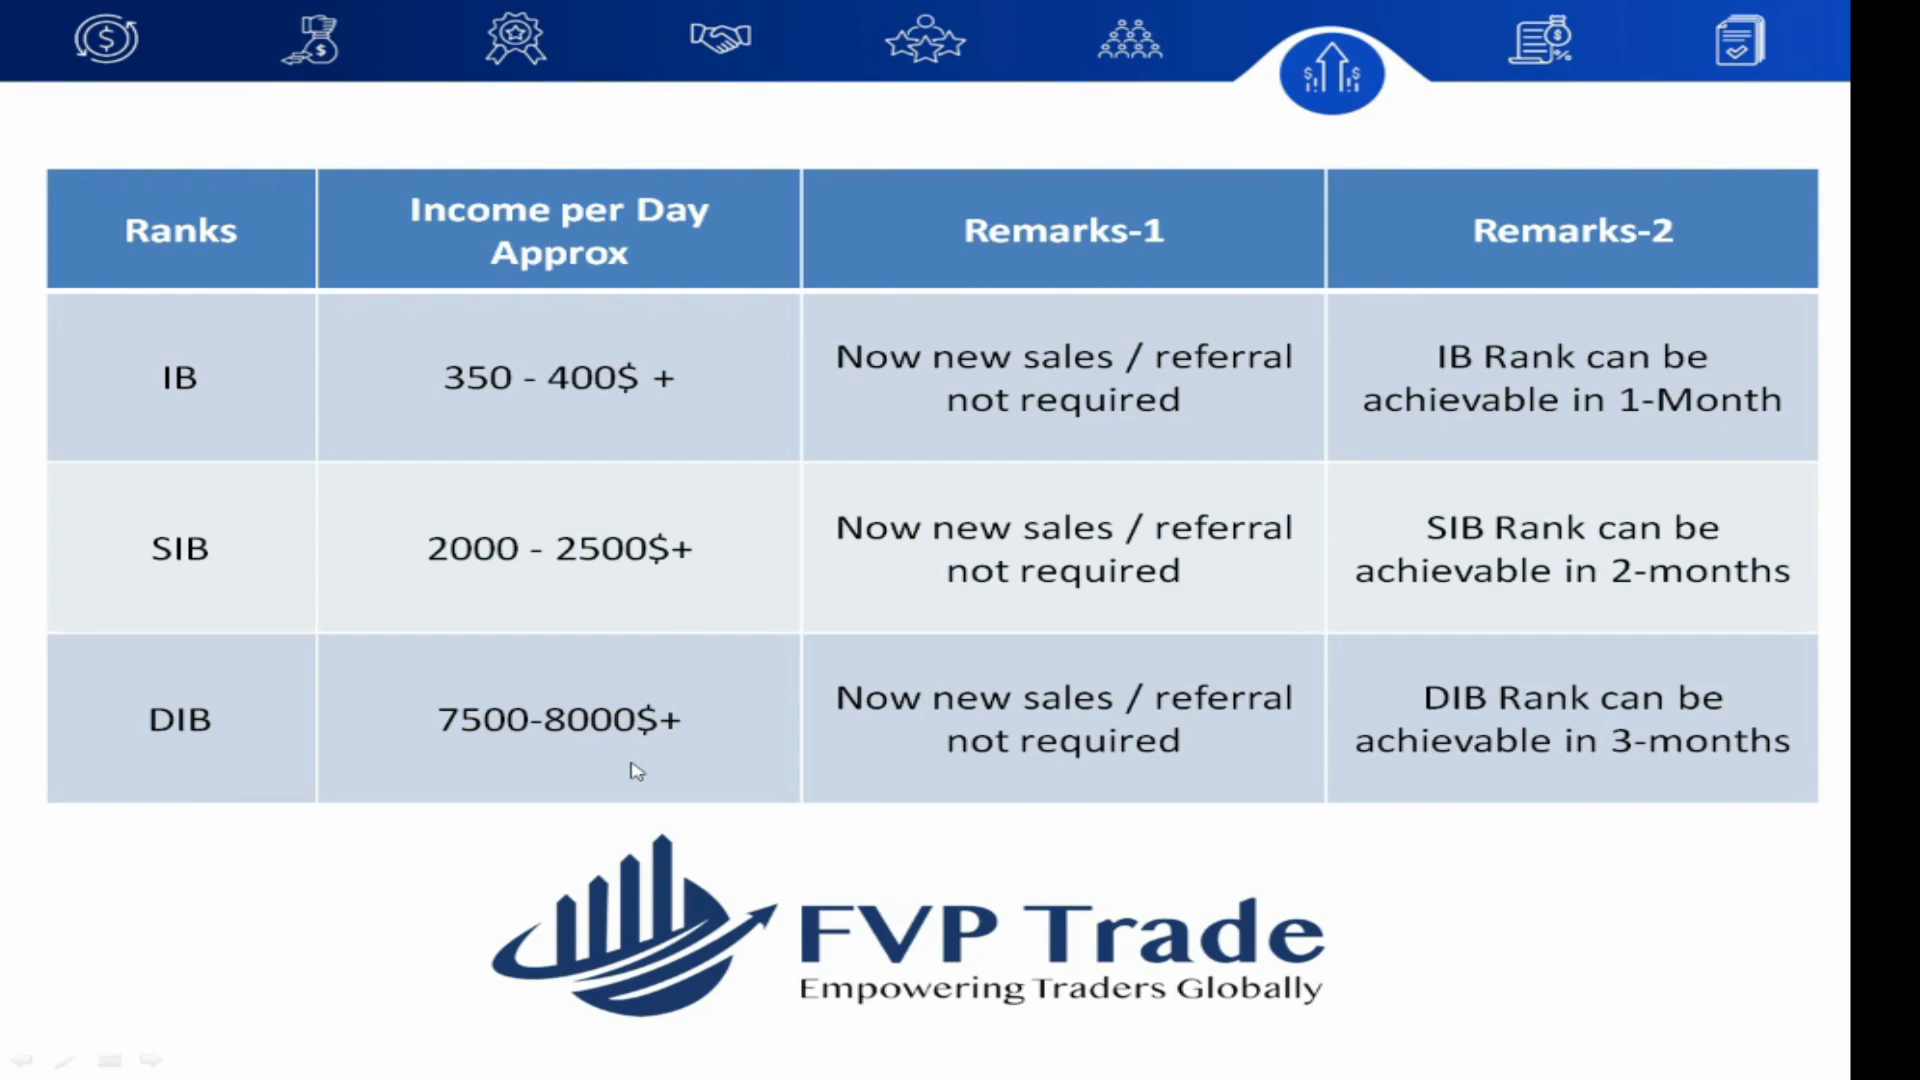 Ranks
Income per Day
Approx
Remarks-1
Remarks-2
IB
350 - 400$ +
Now new sales / referral
not required
IB Rank can be
achievable in 1-Month
SIB
2000 - 2500$+
Now new sales / referral
not required
SIB Rank can be
achievable in 2-months
DIB
7500-8000$+
Now new sales / referral
not required
DIB Rank can be
achievable in 3-months
FVP Trade
Empowering Traders Globally